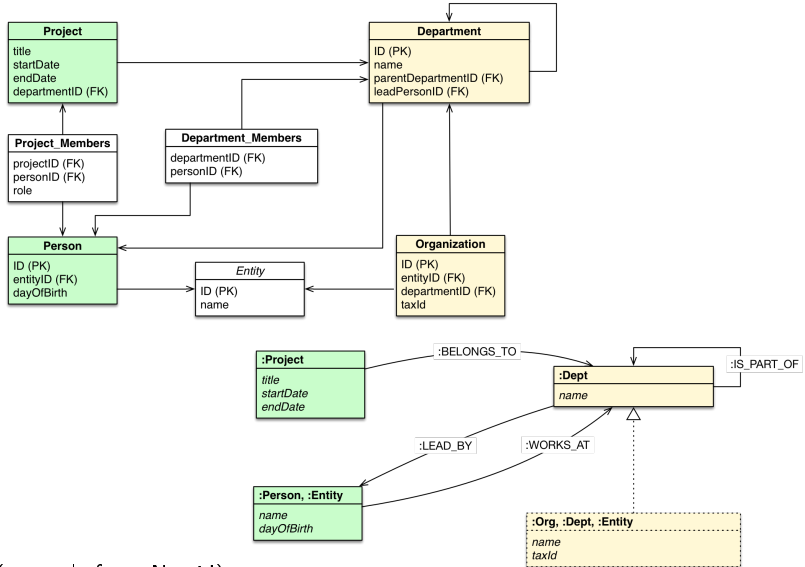 Project
title
startDate
endDate
departmentID (FK)
Department
ID (PK)
name
parentDepartmentID (FK)
leadPersonID (FK)
Project_Members
projectID (FK)
personID (FK)
role
Department_Members
departmentID (FK)
personID (FK)
Person
ID (PK)
entityID (FK)
dayOfBirth
Entity
ID (PK)
name
Organization
ID (PK)
entityID (FK)
departmentID (FK)
taxId
:Project
title
startDate
endDate
:BELONGS_TO
:Dept
name
:IS_PART_OF
:LEAD_BY
:WORKS_AT
:Person, :Entity
name
dayOfBirth
:Org, :Dept, :Entity
name
taxId